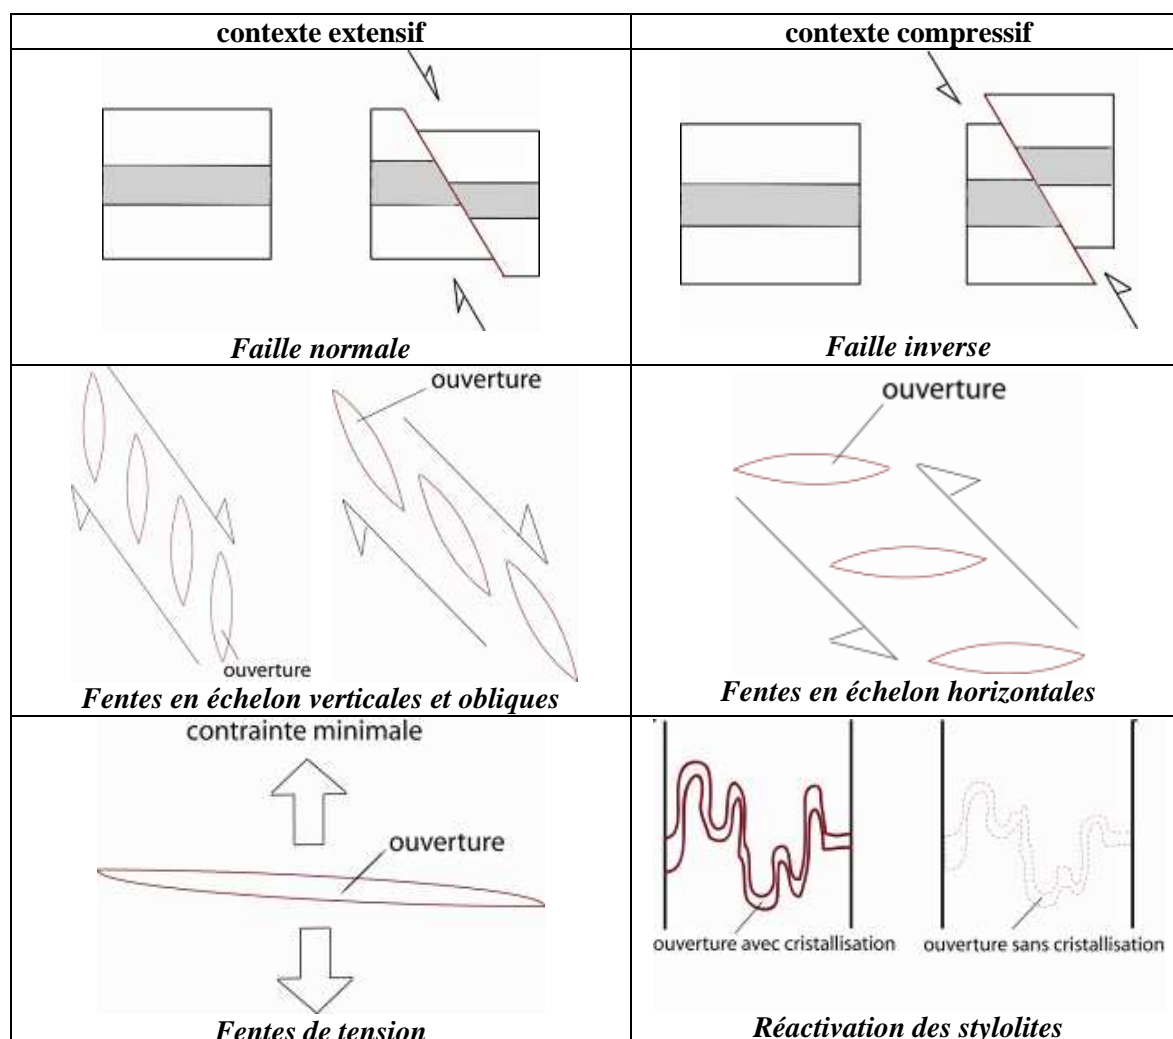 contexte extensif
contexte compressif
Faille normale
Faille inverse
ouverture
ouverture
Fentes en échelon verticales et obliques
ouverture
Fentes en échelon horizontales
contrainte minimale
ouverture
Fentes de tension
ouverture avec cristallisation
ouverture sans cristallisation
Réactivation des stylolites